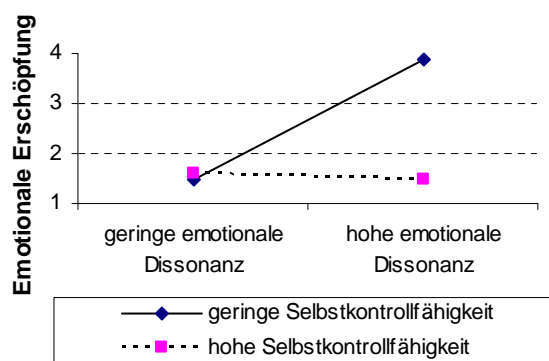 Emotionale Erschöpfung
4
3
2
1
geringe emotionale
Dissonanz
hohe emotionale
Dissonanz
geringe Selbstkontrollfähigkeit
hohe Selbstkontrollfähigkeit